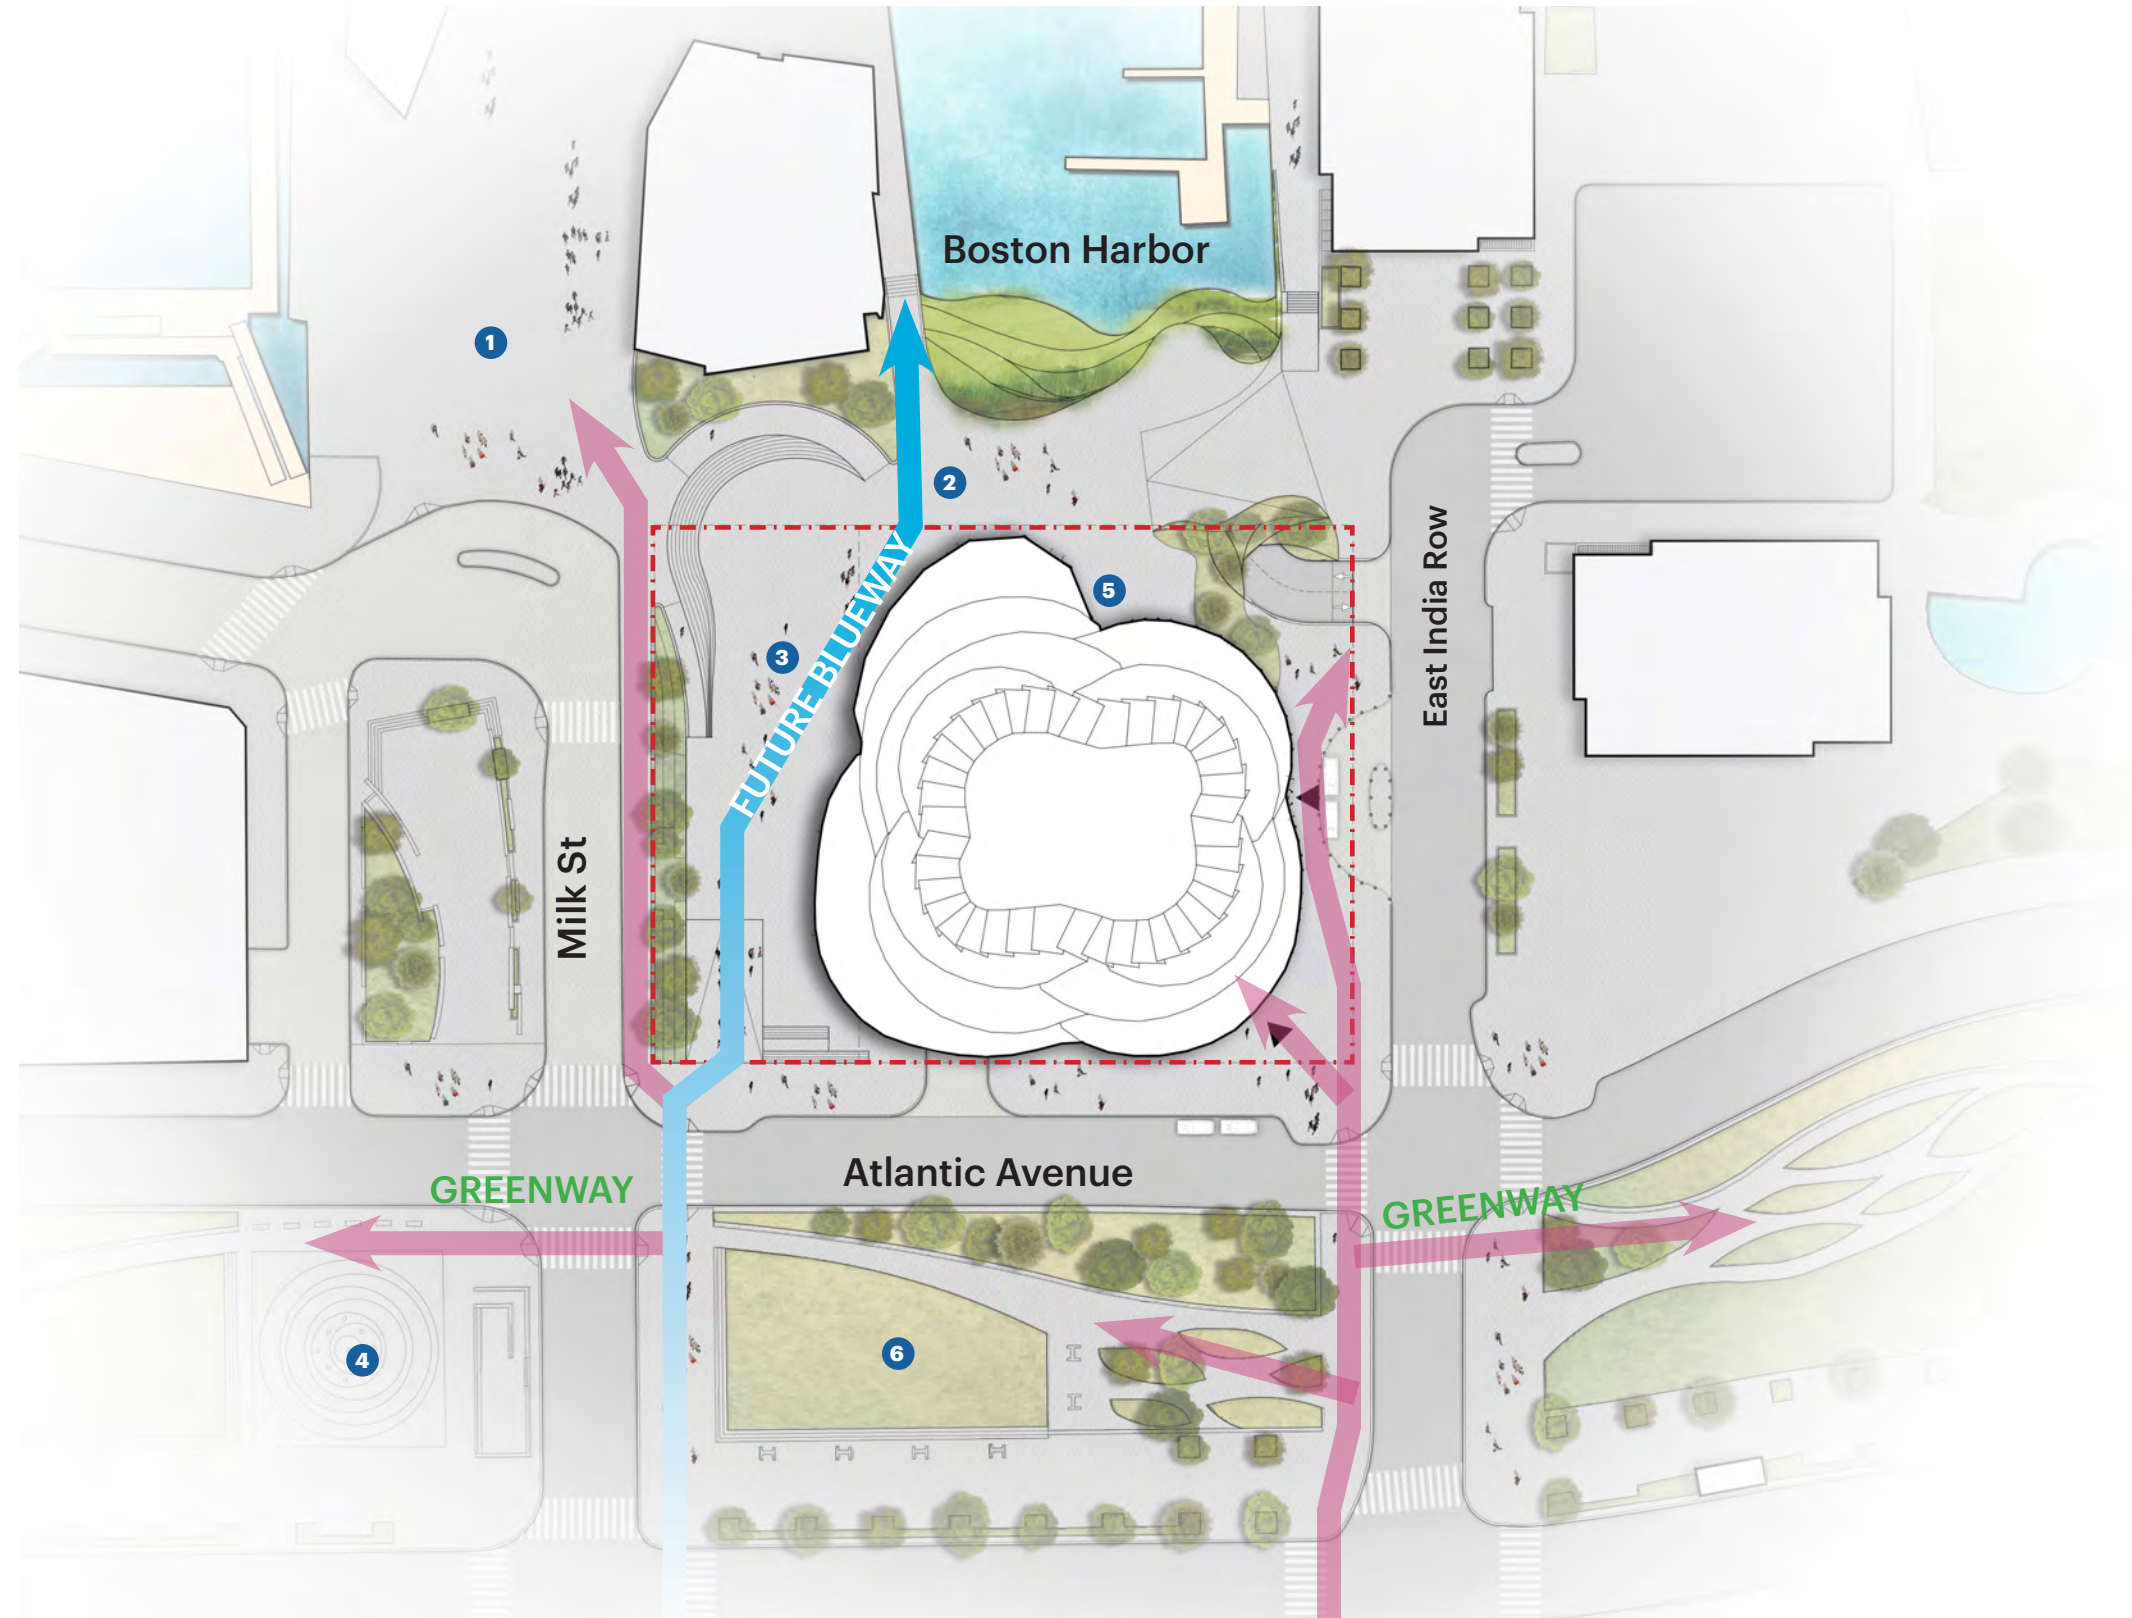 Boston Harbor
1
2
FUTURE BLUEWAY
5
3
East India Row
Milk St
Atlantic Avenue
GREENWAY
GREENWAY
4
6